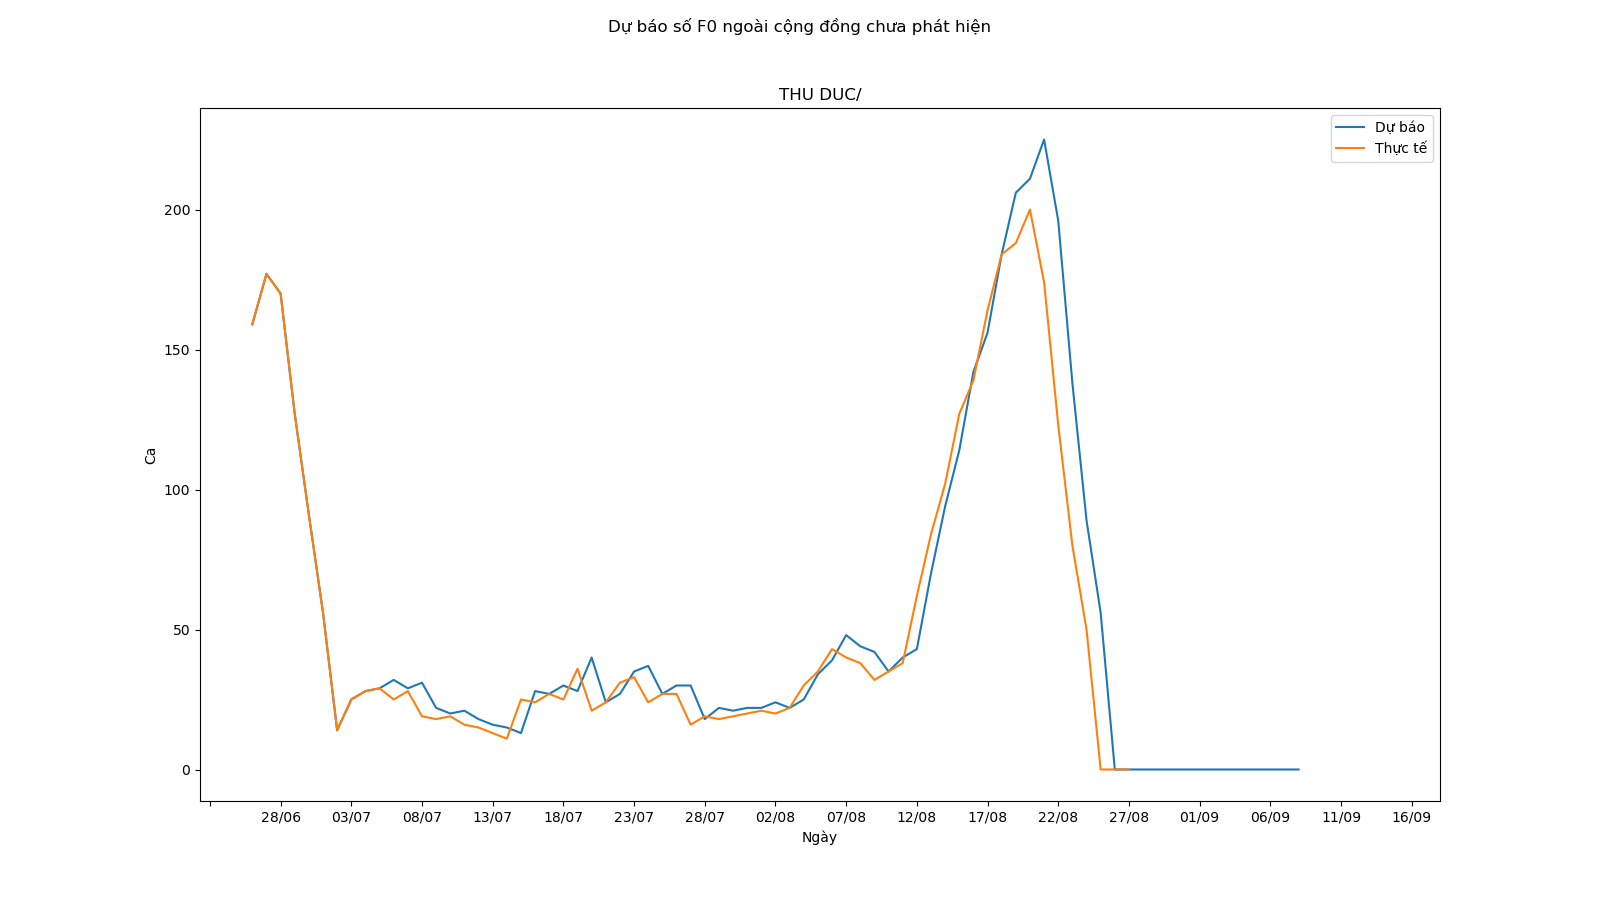 Dự báo số F0 ngoài cộng đồng chưa phát hiện
THU DUC/
Dự báo
Thực tế
Ca
200
150
100
50
0
28/06 03/07 08/07 13/07 18/07 23/07 28/07 02/08 07/08 12/08 17/08 22/08 27/08 01/09 06/09 11/09 16/09
Ngày